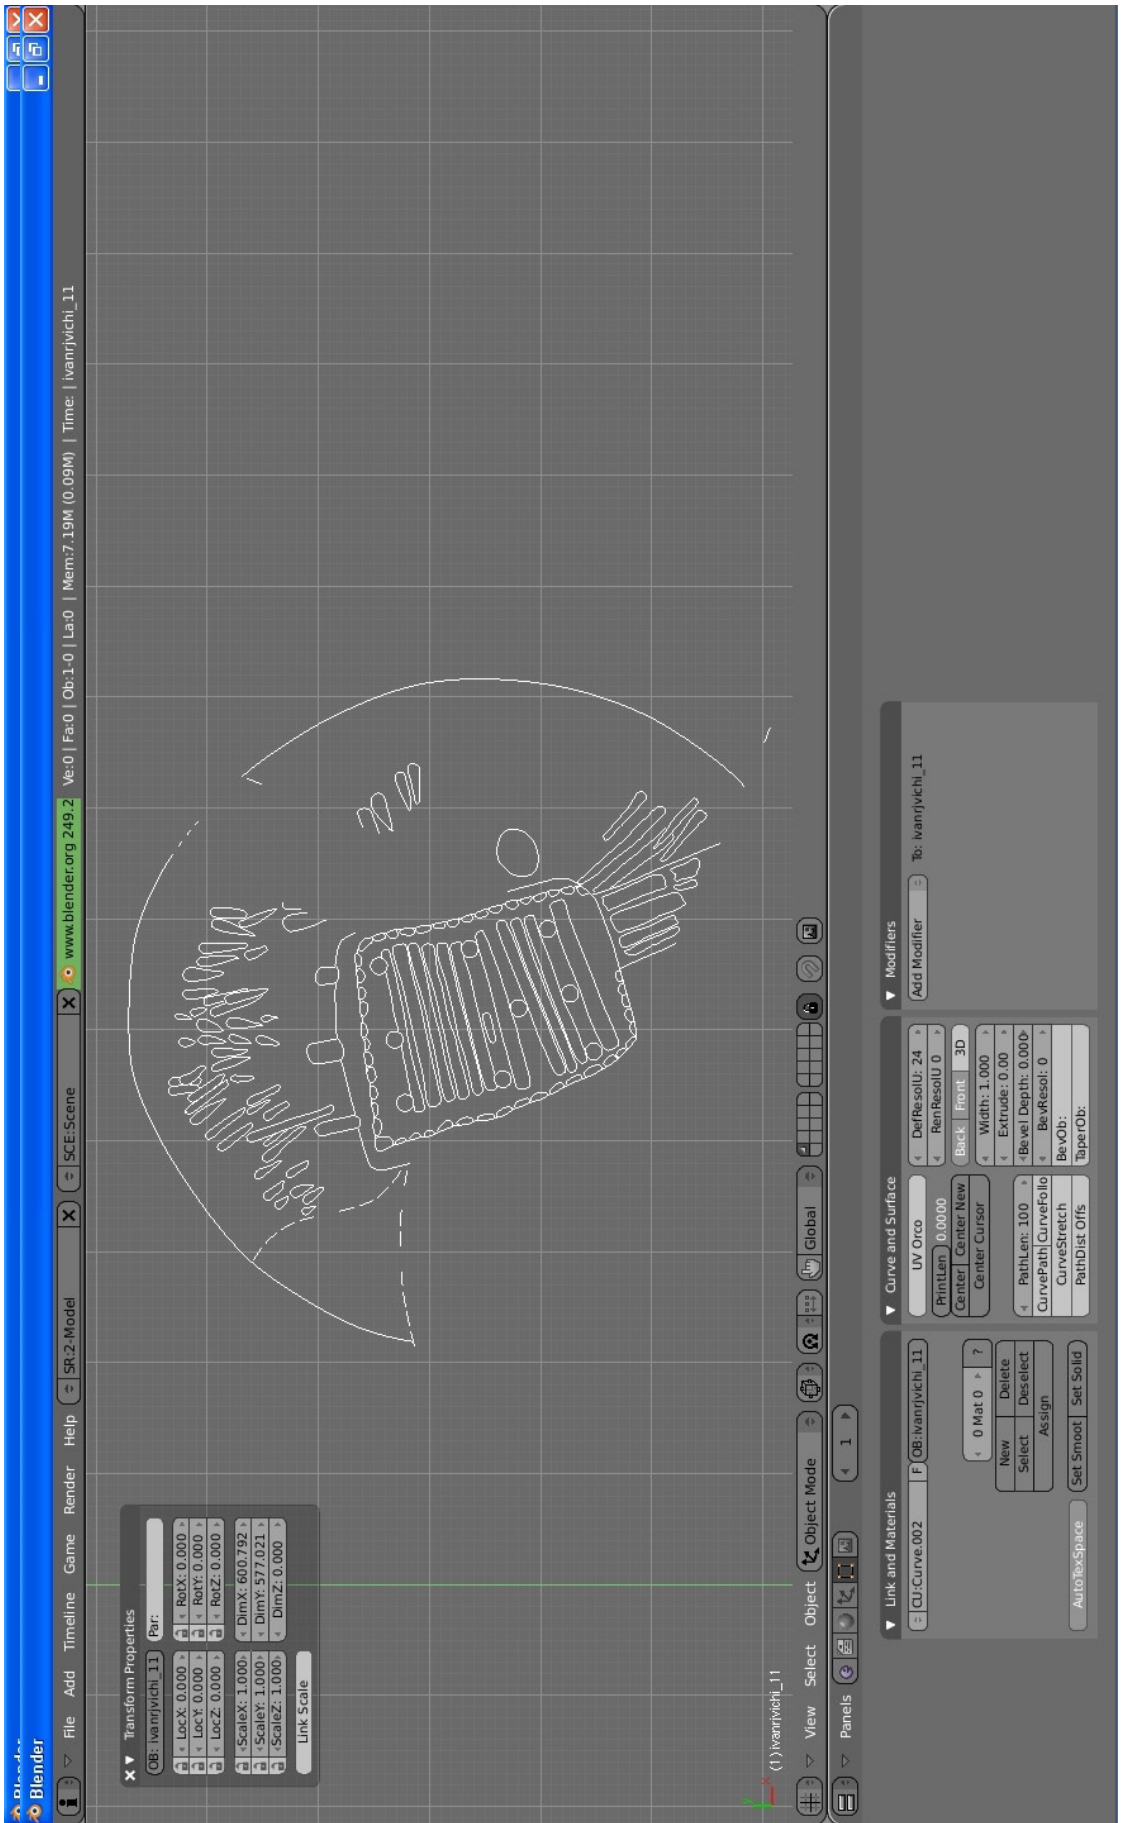 Blender
Blender
File Add Timeline Game Render Help SR:2-Model SCE:Scene www.blender.org 249.2 Ve:0 | Fa:0 | Ob:1-0 | La:0 | Mem:7.19M (0.09M) | Time: | ivanrjvichi_11
Transform Properties
OB: ivanrjvichi_11 Par:
LocX: 0.000 RotX: 0.000
LocY: 0.000 RotY: 0.000
LocZ: 0.000 RotZ: 0.000
ScaleX: 1.000 DimX: 600.792
ScaleY: 1.000 DimY: 577.021
ScaleZ: 1.000 DimZ: 0.000
Link Scale
(1) ivanrjvichi_11
View Select Object Object Mode Global
Panels 1
Link and Materials
CU:Curve.002 F OB:ivanrjvichi_11
0 Mat 0 ?
New Delete
Select Deselect
Assign
AutoTexSpace Set Smoot Set Solid
Curve and Surface
UV Orco
PrintLen 0.0000
Center Center New
Center Cursor
PathLen: 100
CurvePath CurveFollo
CurveStretch
PathDist Offs
DefResolU: 24
RenResolU 0
Back Front 3D
Width: 1.000
Extrude: 0.00
Bevel Depth: 0.000
BevResol: 0
BevOb:
TaperOb:
Modifiers
Add Modifier To: ivanrjvichi_11